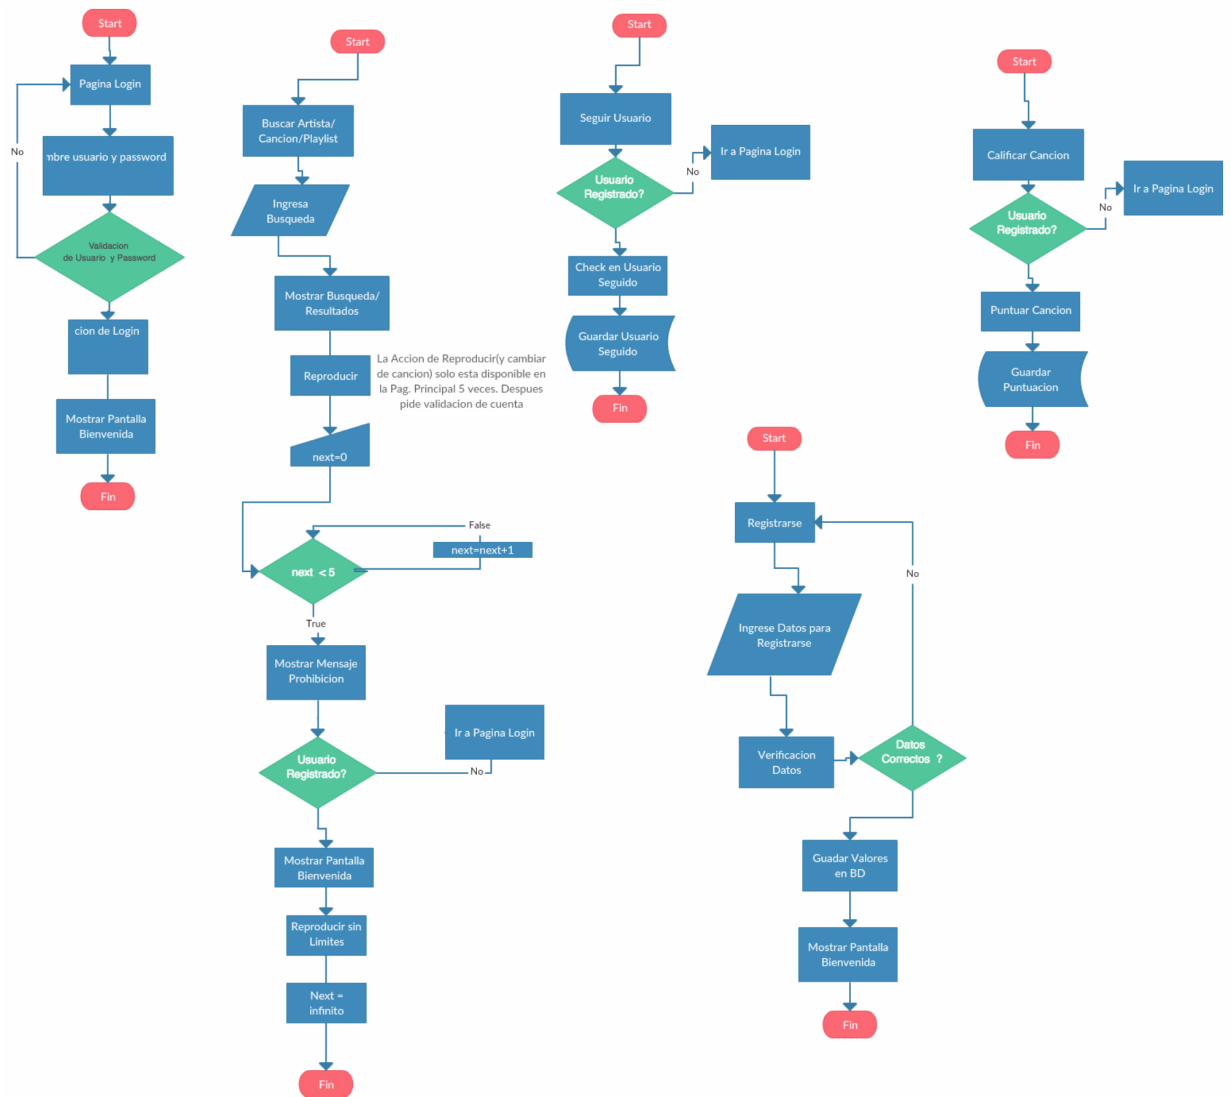 Start
Pagina Login
No
mbre usuario y password
Validacion
de Usuario y Password
cion de Login
Mostrar Pantalla
Bienvenida
Fin
Start
Buscar Artista/
Cancion/Playlist
Ingresa
Busqueda
Mostrar Busqueda/
Resultados
Reproducir
La Accion de Reproducir(y cambiar
de cancion) solo esta disponible en
la Pag. Principal 5 veces. Despues
pide validacion de cuenta
next=0
False
next=next+1
next < 5
True
Mostrar Mensaje
Prohibicion
Usuario
Registrado?
No
Ir a Pagina Login
Mostrar Pantalla
Bienvenida
Reproducir sin
Limites
Next =
infinito
Fin
Start
Seguir Usuario
Usuario
Registrado?
No
Ir a Pagina Login
Check en Usuario
Seguido
Guardar Usuario
Seguido
Fin
Start
Calificar Cancion
Usuario
Registrado?
No
Ir a Pagina Login
Puntuar Cancion
Guardar
Puntuacion
Fin
Start
Registrarse
No
Ingrese Datos para
Registrarse
Verificacion
Datos
Datos
Correctos ?
Guadar Valores
en BD
Mostrar Pantalla
Bienvenida
Fin